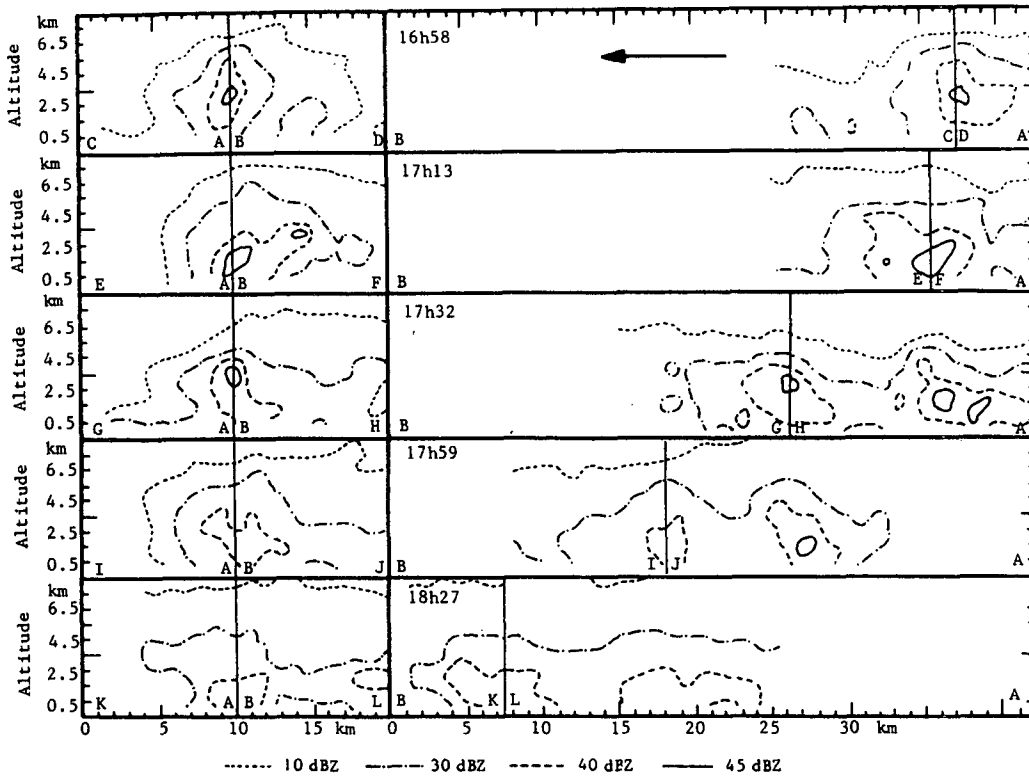 km
Altitude
6.5
4.5
2.5
0.5
C A B D
16h58
B C D A
km
Altitude
6.5
4.5
2.5
0.5
E A B F
17h13
B E F A
km
Altitude
6.5
4.5
2.5
0.5
G A B H
17h32
B G H A
km
Altitude
6.5
4.5
2.5
0.5
I A B J
17h59
B I J A
km
Altitude
6.5
4.5
2.5
0.5
K A B L
18h27
B K L A
0 5 10 15 km 0 5 10 15 20 25 km 30
10 dBZ 30 dBZ 40 dBZ 45 dBZ